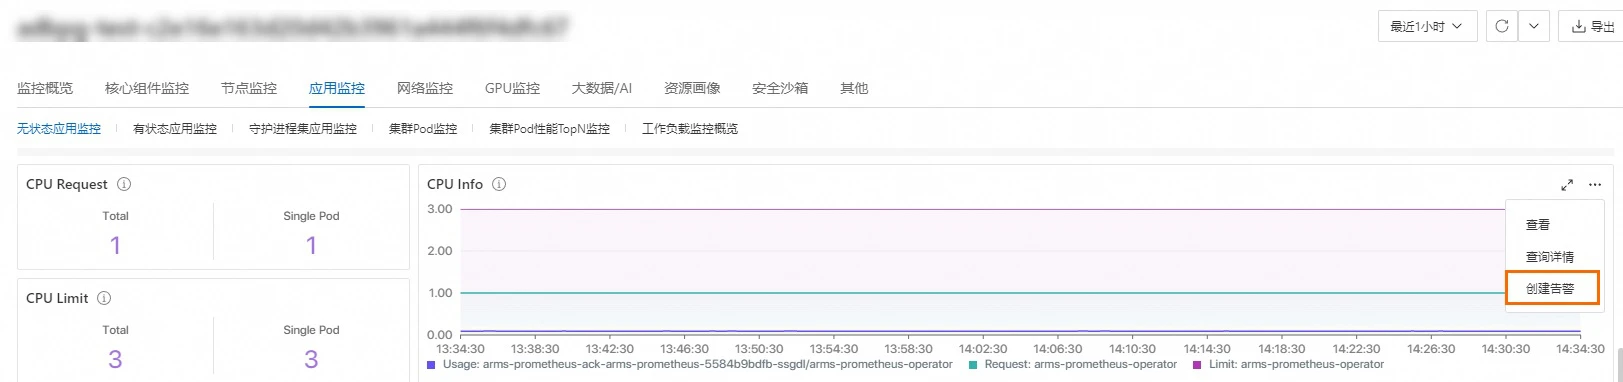 最近1小时
导出
监控概览 核心组件监控 节点监控 应用监控 网络监控 GPU监控 大数据/AI 资源画像 安全沙箱 其他
无状态应用监控 有状态应用监控 守护进程集应用监控 集群Pod监控 集群Pod性能TopN监控 工作负载监控概览
CPU Request
Total Single Pod
1 1
CPU Limit
Total Single Pod
3 3
CPU Info
查看
查询详情
创建告警
3.00
2.00
1.00
0.00
13:34:30 13:38:30 13:42:30 13:46:30 13:50:30 13:54:30 13:58:30 14:02:30 14:06:30 14:10:30 14:14:30 14:18:30 14:22:30 14:26:30 14:30:30 14:34:30
Usage: arms-prometheus-ack-arms-prometheus-5584b9bdfb-ssgdl/arms-prometheus-operator Request: arms-prometheus-operator Limit: arms-prometheus-operator